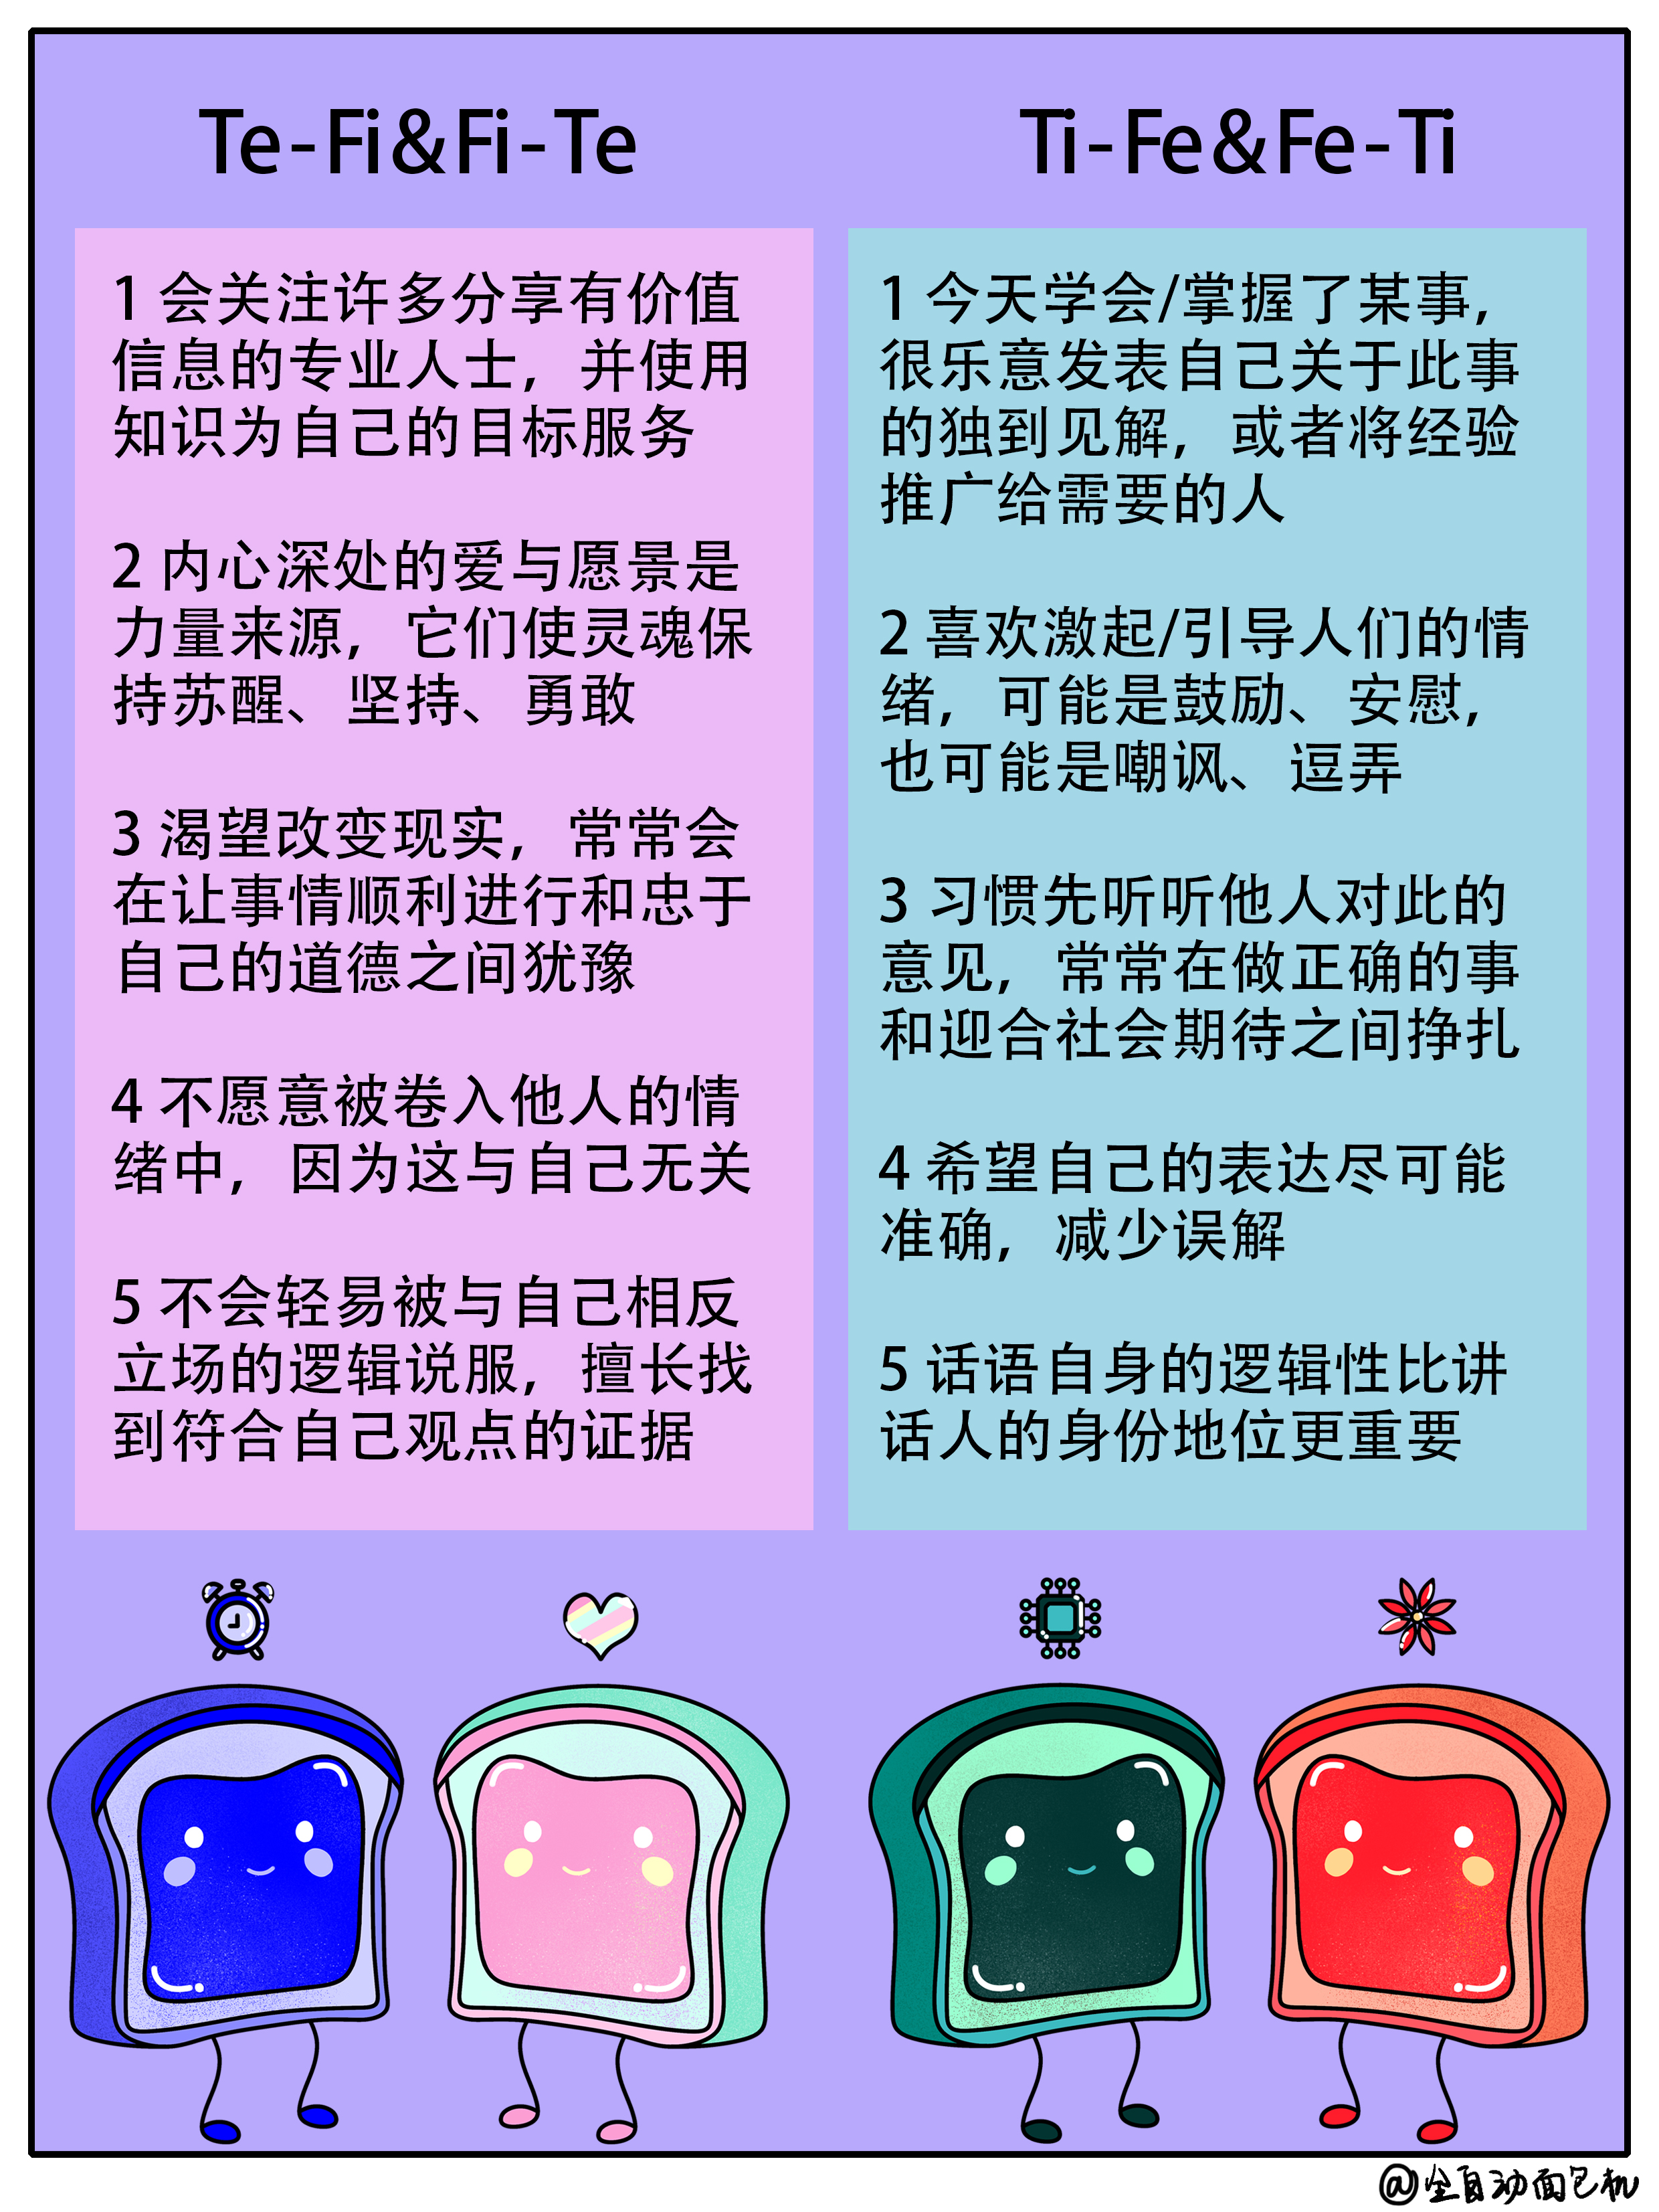 Te-Fi&Fi-Te
1 会关注许多分享有价值
信息的专业人士，并使用
知识为自己的目标服务
2 内心深处的爱与愿景是
力量来源，它们使灵魂保
持苏醒、坚持、勇敢
3 渴望改变现实，常常会
在让事情顺利进行和忠于
自己的道德之间犹豫
4 不愿意被卷入他人的情
绪中，因为这与自己无关
5 不会轻易被与自己相反
立场的逻辑说服，擅长找
到符合自己观点的证据
Ti-Fe&Fe-Ti
1 今天学会/掌握了某事，
很乐意发表自己关于此事
的独到见解，或者将经验
推广给需要的人
2 喜欢激起/引导人们的情
绪，可能是鼓励、安慰，
也可能是嘲讽、逗弄
3 习惯先听听他人对此的
意见，常常在做正确的事
和迎合社会期待之间挣扎
4 希望自己的表达尽可能
准确，减少误解
5 话语自身的逻辑性比讲
话人的身份地位更重要
@全自动面包机